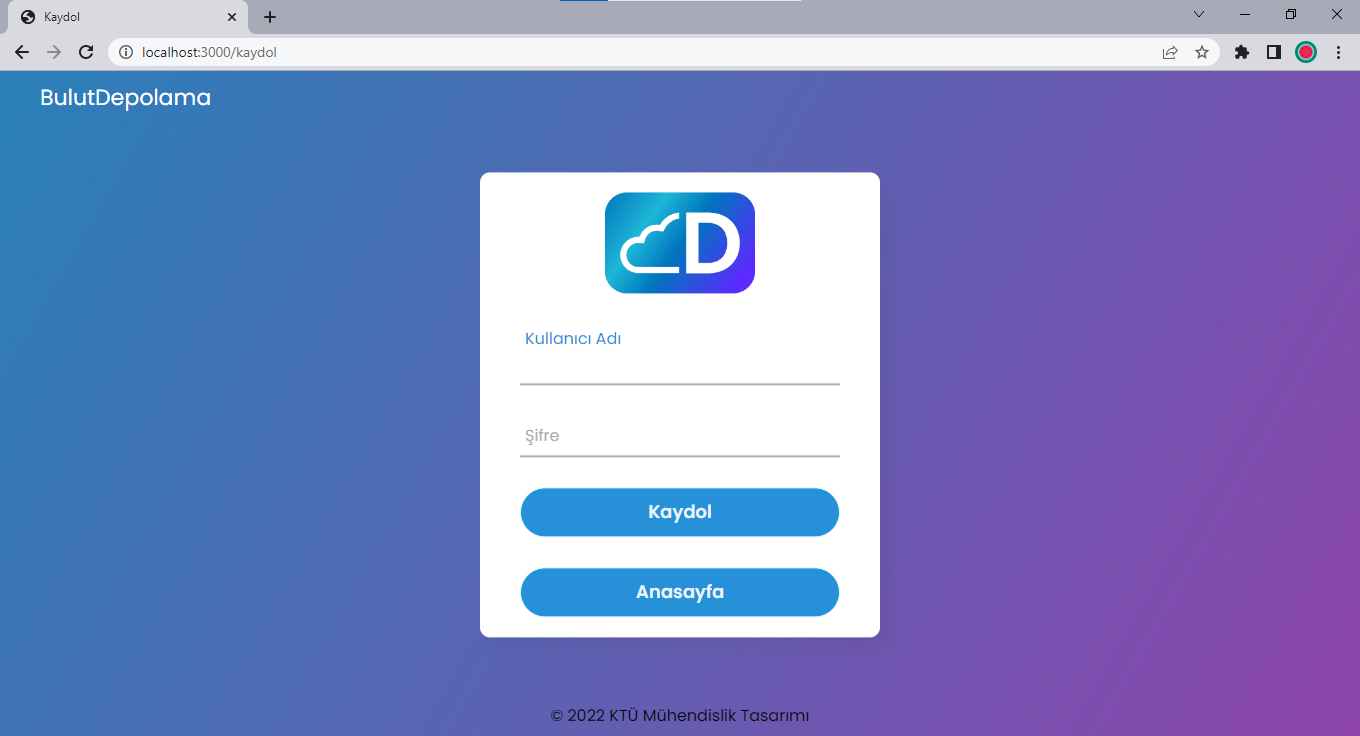 Kaydol
localhost:3000/kaydol
BulutDepolama
D
Kullanıcı Adı
Şifre
Kaydol
Anasayfa
© 2022 KTÜ Mühendislik Tasarımı